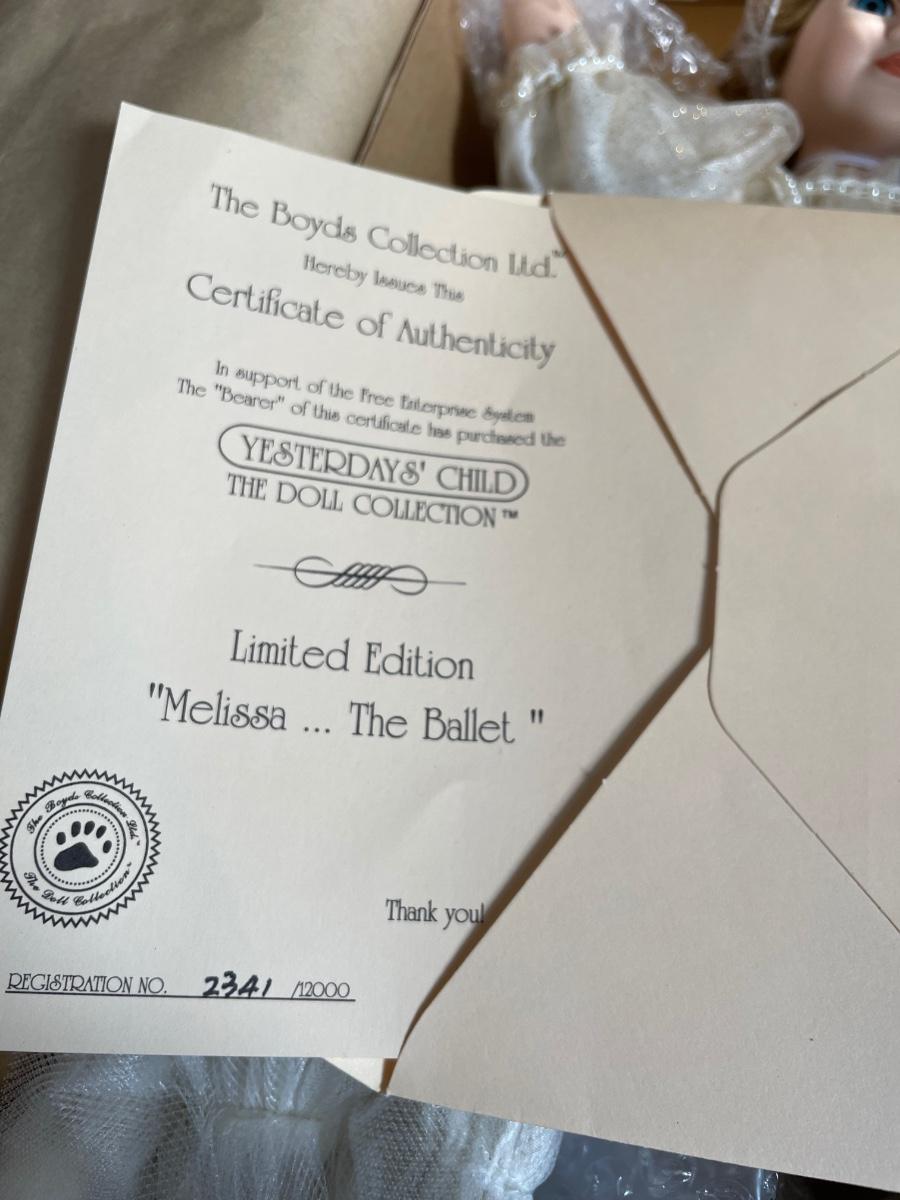 The Boyds Collection Ltd.™
Hereby Issues This
Certificate of Authenticity
In support of the Free Enterprise System
The "Bearer" of this certificate has purchased the
YESTERDAYS' CHILD
THE DOLL COLLECTION™
Limited Edition
"Melissa ... The Ballet "
The Boyds Collection Ltd.™
The Doll Collection™
Thank you!
REGISTRATION NO. 2341 /12000